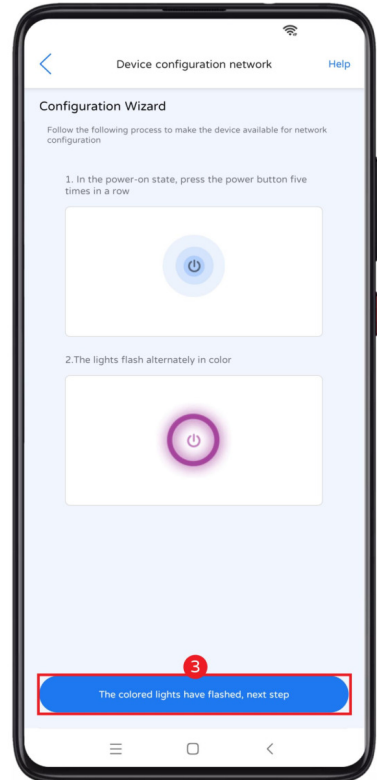 Device configuration network
Help
Configuration Wizard
Follow the following process to make the device available for network
configuration
1. In the power-on state, press the power button five
times in a row
2.The lights flash alternately in color
3
The colored lights have flashed, next step